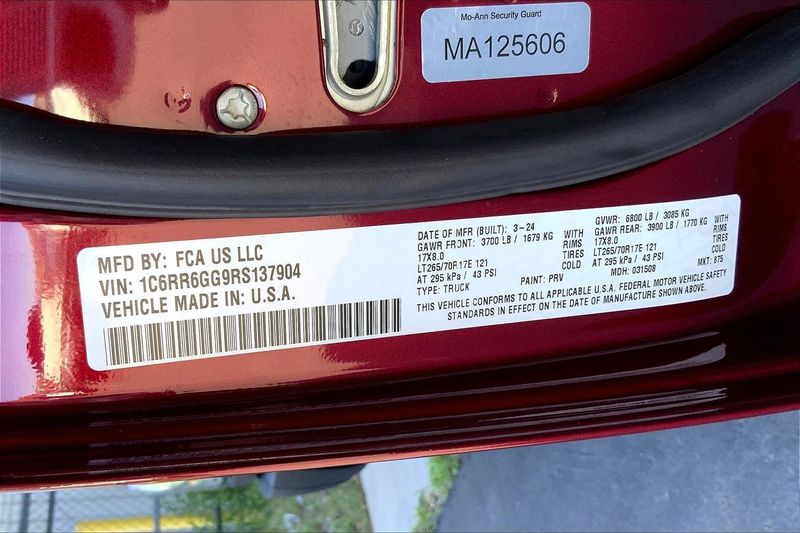 Mo-Ann Security Guard
MA125606
MFD BY: FCA US LLC
VIN: 1C6RR6GG9RS137904
VEHICLE MADE IN: U.S.A.
DATE OF MFR (BUILT): 3-24
GAWR FRONT: 3700 LB / 1679 KG WITH
17X8.0 RIMS
LT265/70R17E 121 TIRES
AT 295 kPa / 43 PSI COLD
TYPE: TRUCK
PAINT: PRV
GVWR: 6800 LB / 3085 KG
GAWR REAR: 3900 LB / 1770 KG WITH
17X8.0 RIMS
LT265/70R17E 121 TIRES
AT 295 kPa / 43 PSI COLD
MDH: 031508
MKT: 875
THIS VEHICLE CONFORMS TO ALL APPLICABLE U.S.A. FEDERAL MOTOR VEHICLE SAFETY
STANDARDS IN EFFECT ON THE DATE OF MANUFACTURE SHOWN ABOVE.